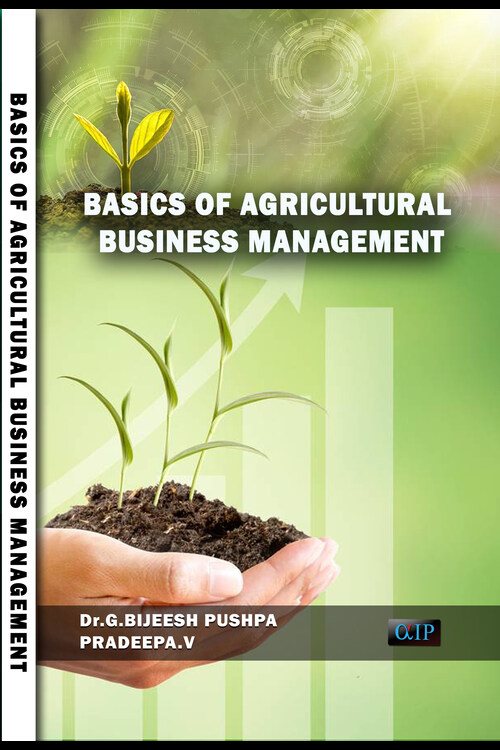 BASICS OF AGRICULTURAL BUSINESS MANAGEMENT
BASICS OF AGRICULTURAL
BUSINESS MANAGEMENT
Dr.G.BIJEESH PUSHPA
PRADEEPA.V
αIP